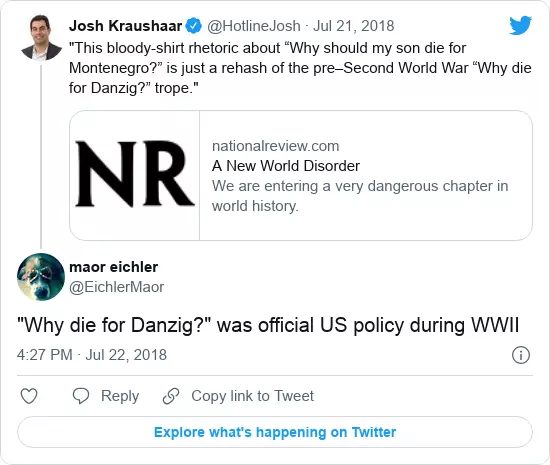 Josh Kraushaar @HotlineJosh · Jul 21, 2018
"This bloody-shirt rhetoric about “Why should my son die for
Montenegro?” is just a rehash of the pre–Second World War “Why die
for Danzig?” trope."
NR
nationalreview.com
A New World Disorder
We are entering a very dangerous chapter in
world history.
maor eichler
@EichlerMaor
"Why die for Danzig?" was official US policy during WWII
4:27 PM · Jul 22, 2018
Reply
Copy link to Tweet
Explore what's happening on Twitter